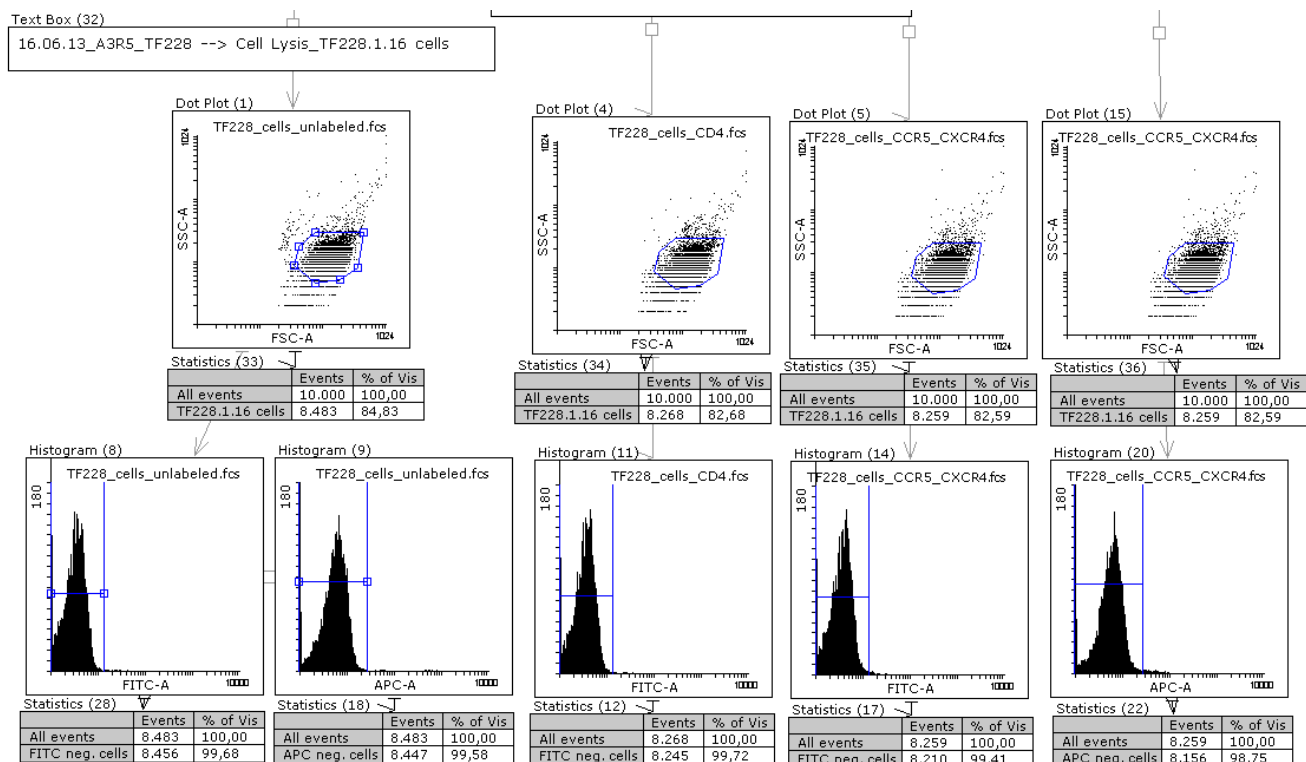 Text Box (32)
16.06.13_A3R5_TF228 --> Cell Lysis_TF228.1.16 cells
Dot Plot (1)
TF228_cells_unlabeled.fcs
1024
SSC-A
FSC-A
1024
Dot Plot (4)
TF228_cells_CD4.fcs
1024
SSC-A
FSC-A
1024
Dot Plot (5)
TF228_cells_CCR5_CXCR4.fcs
1024
SSC-A
FSC-A
1024
Dot Plot (15)
TF228_cells_CCR5_CXCR4.fcs
1024
SSC-A
FSC-A
1024
Statistics (33)
Events % of Vis
All events 10.000 100,00
TF228.1.16 cells 8.483 84,83
Statistics (34)
Events % of Vis
All events 10.000 100,00
TF228.1.16 cells 8.268 82,68
Statistics (35)
Events % of Vis
All events 10.000 100,00
TF228.1.16 cells 8.259 82,59
Statistics (36)
Events % of Vis
All events 10.000 100,00
TF228.1.16 cells 8.259 82,59
Histogram (8)
TF228_cells_unlabeled.fcs
180
FITC-A
Histogram (9)
TF228_cells_unlabeled.fcs
180
APC-A
10000
Histogram (11)
TF228_cells_CD4.fcs
180
FITC-A
10000
Histogram (14)
TF228_cells_CCR5_CXCR4.fcs
180
FITC-A
10000
Histogram (20)
TF228_cells_CCR5_CXCR4.fcs
180
APC-A
10000
Statistics (28)
Events % of Vis
All events 8.483 100,00
FITC neg. cells 8.456 99,68
Statistics (18)
Events % of Vis
All events 8.483 100,00
APC neg. cells 8.447 99,58
Statistics (12)
Events % of Vis
All events 8.268 100,00
FITC neg. cells 8.245 99,72
Statistics (17)
Events % of Vis
All events 8.259 100,00
FITC neg. cells 8.210 99,41
Statistics (22)
Events % of Vis
All events 8.259 100,00
APC neg. cells 8.156 98,75